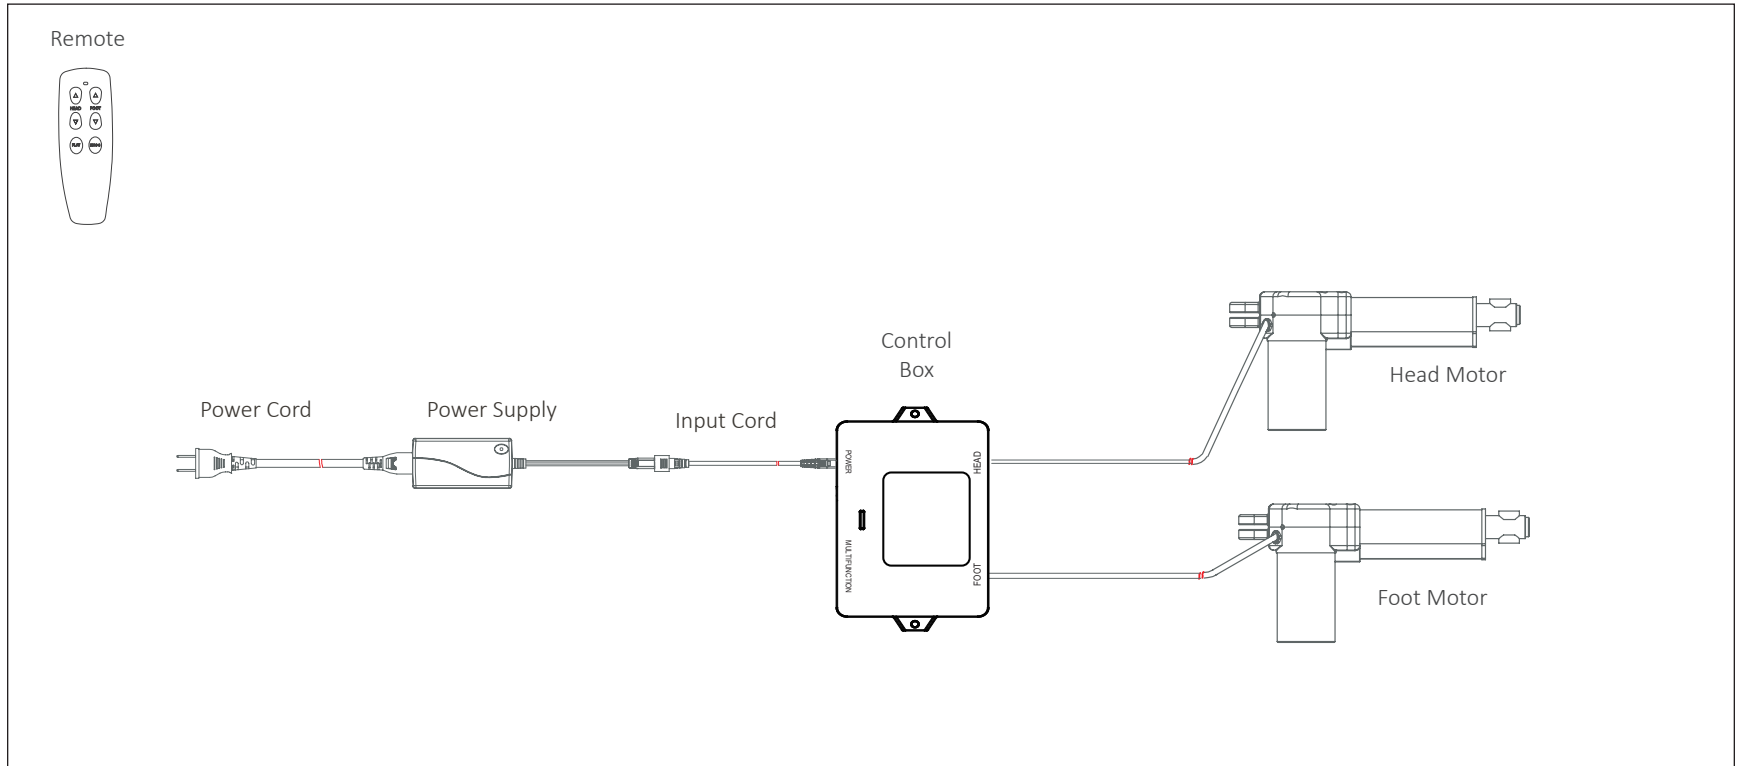 Remote
HEAD FOOT
FLAT
Control
Box
Head Motor
Power Cord
Power Supply
Input Cord
POWER
HEAD
MULTIFUNCTION
FOOT
Foot Motor